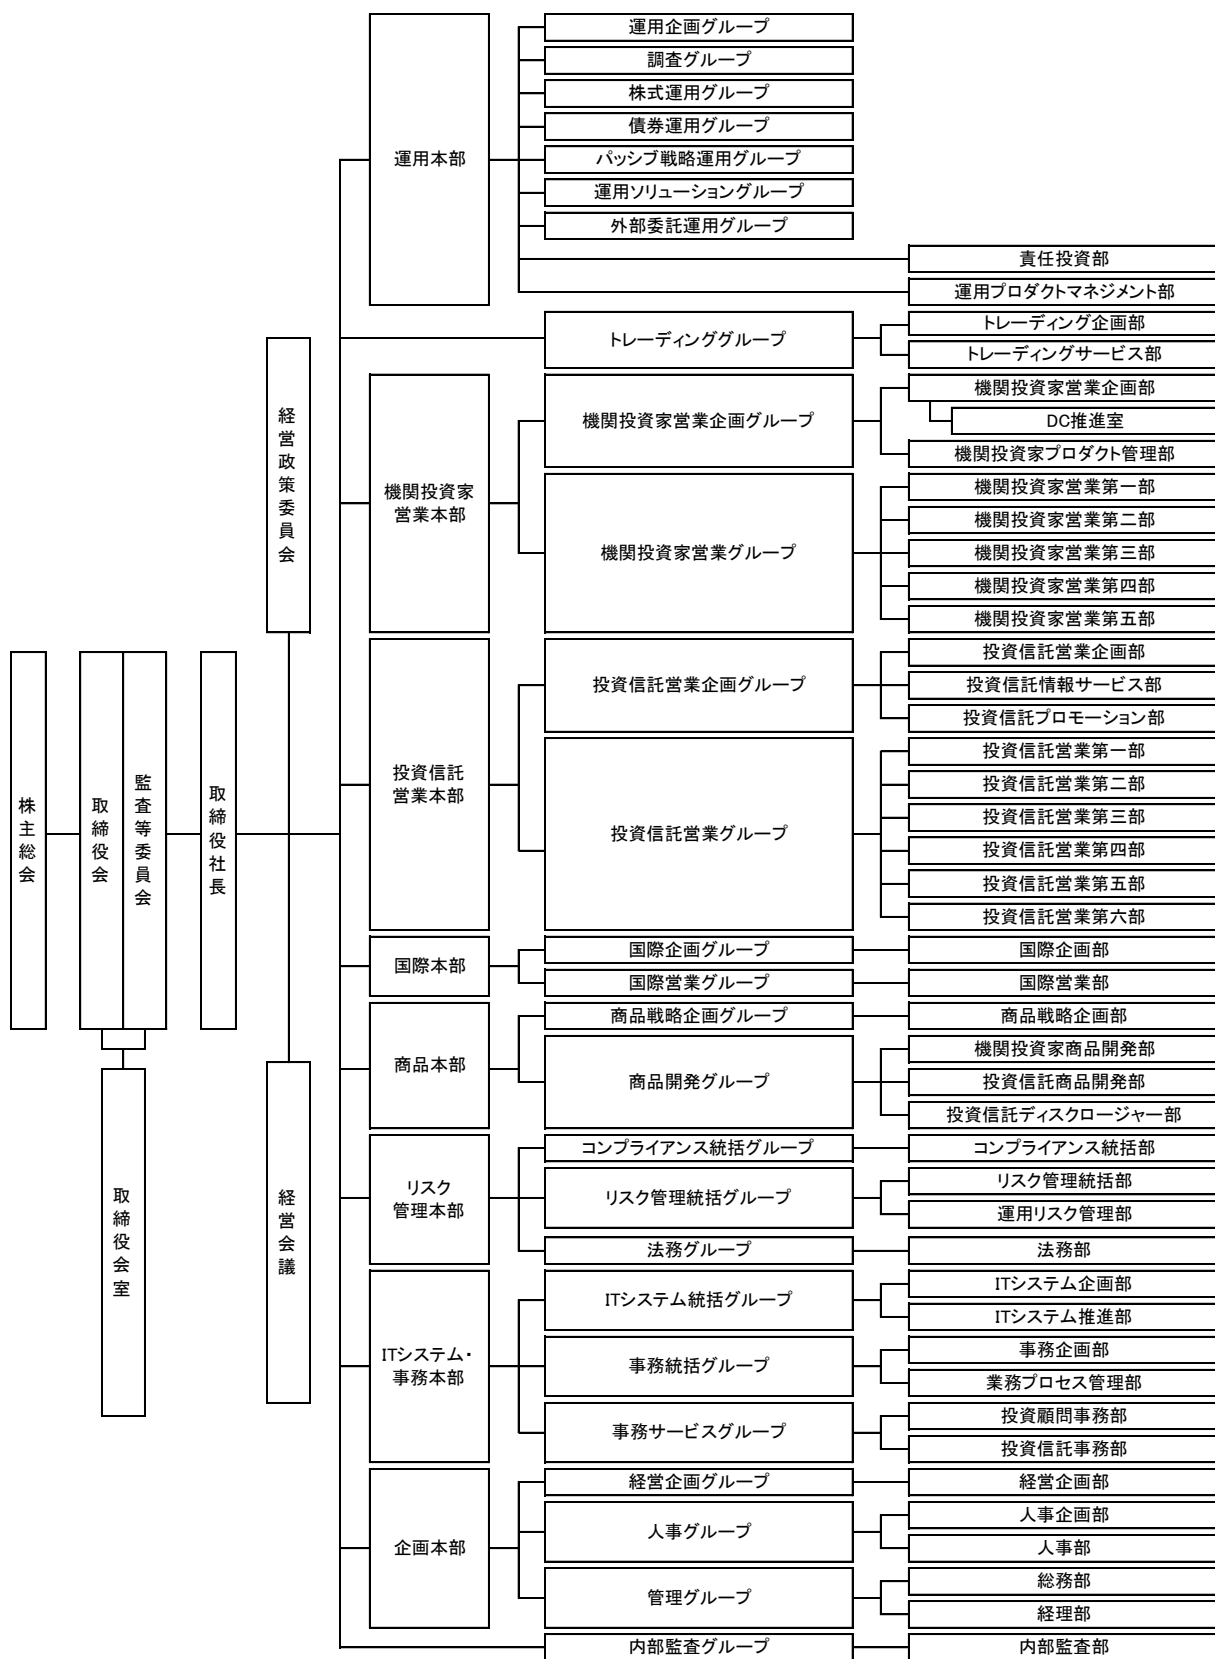 株主総会
取締役会
監査等委員会
取締役会室
取締役社長
経営政策委員会
経営会議
運用本部
運用企画グループ
調査グループ
株式運用グループ
債券運用グループ
パッシブ戦略運用グループ
運用ソリューショングループ
外部委託運用グループ
責任投資部
運用プロダクトマネジメント部
トレーディンググループ
トレーディング企画部
トレーディングサービス部
機関投資家
営業本部
機関投資家営業企画グループ
機関投資家営業企画部
DC推進室
機関投資家プロダクト管理部
機関投資家営業グループ
機関投資家営業第一部
機関投資家営業第二部
機関投資家営業第三部
機関投資家営業第四部
機関投資家営業第五部
投資信託
営業本部
投資信託営業企画グループ
投資信託営業企画部
投資信託情報サービス部
投資信託プロモーション部
投資信託営業グループ
投資信託営業第一部
投資信託営業第二部
投資信託営業第三部
投資信託営業第四部
投資信託営業第五部
投資信託営業第六部
国際本部
国際企画グループ
国際企画部
国際営業グループ
国際営業部
商品本部
商品戦略企画グループ
商品戦略企画部
商品開発グループ
機関投資家商品開発部
投資信託商品開発部
投資信託ディスクロージャー部
リスク
管理本部
コンプライアンス統括グループ
コンプライアンス統括部
リスク管理統括グループ
リスク管理統括部
運用リスク管理部
法務グループ
法務部
ITシステム・
事務本部
ITシステム統括グループ
ITシステム企画部
ITシステム推進部
事務統括グループ
事務企画部
業務プロセス管理部
事務サービスグループ
投資顧問事務部
投資信託事務部
企画本部
経営企画グループ
経営企画部
人事グループ
人事企画部
人事部
管理グループ
総務部
経理部
内部監査グループ
内部監査部